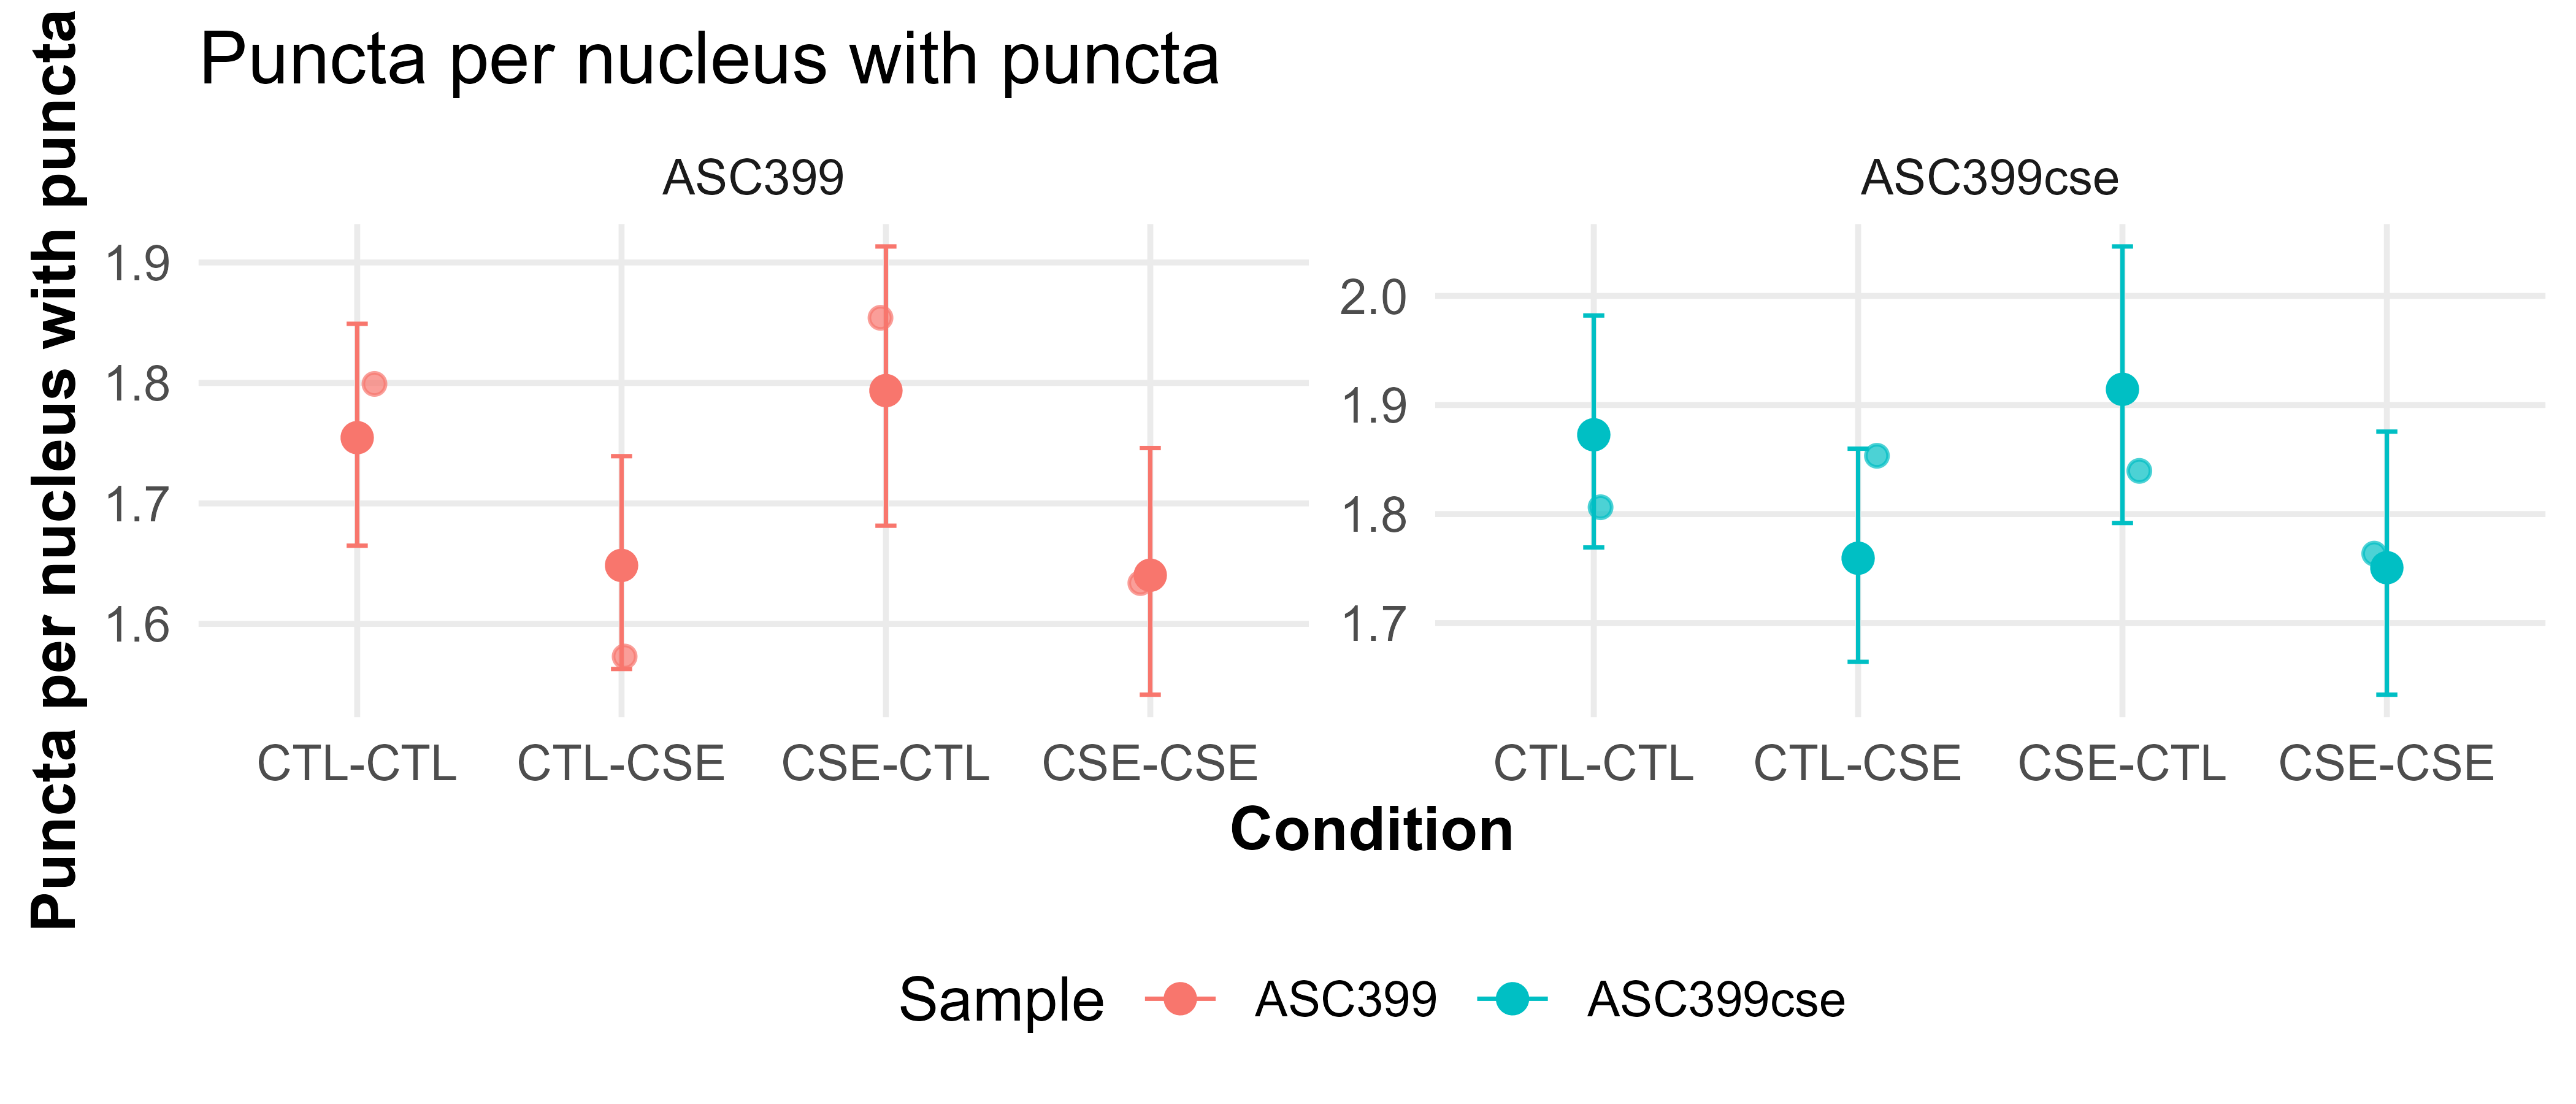 Puncta per nucleus with puncta
Puncta per nucleus with puncta
ASC399
ASC399cse
1.9
1.8
1.7
1.6
2.0
1.9
1.8
1.7
CTL-CTL CTL-CSE CSE-CTL CSE-CSE
CTL-CTL CTL-CSE CSE-CTL CSE-CSE
Condition
Sample ASC399 ASC399cse